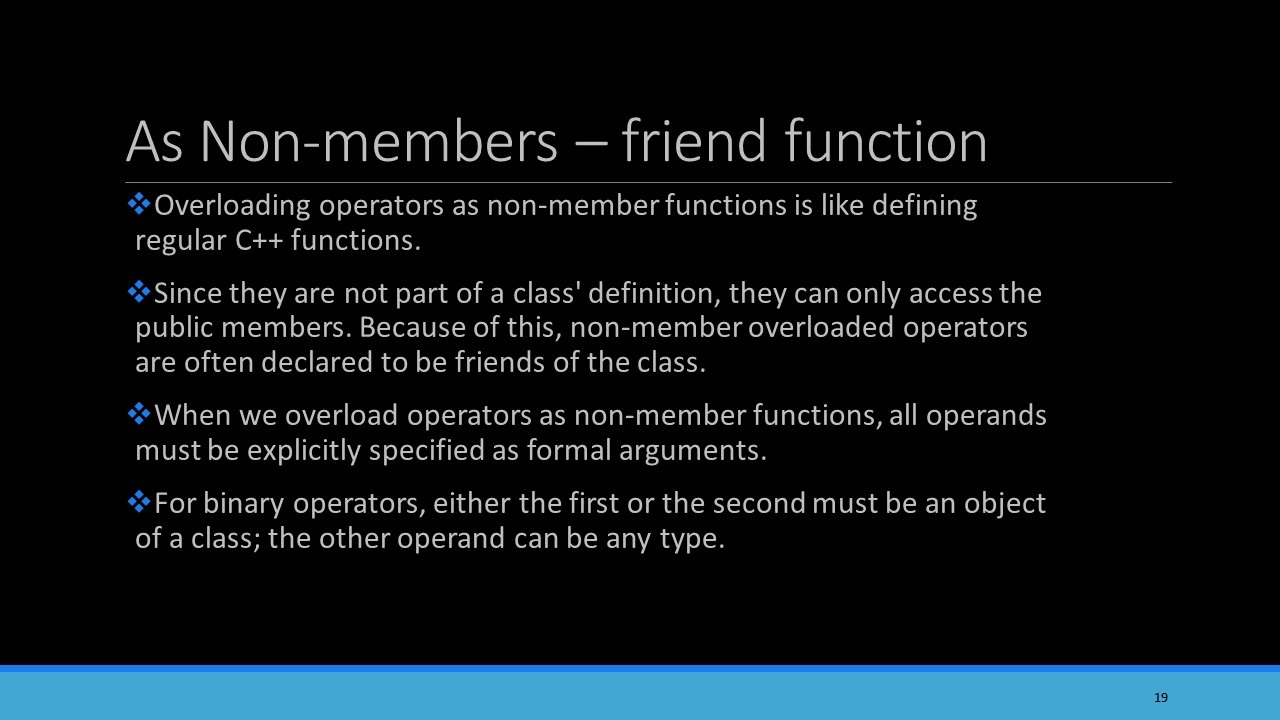 As Non-members – friend function
❖Overloading operators as non-member functions is like defining
regular C++ functions.
❖Since they are not part of a class' definition, they can only access the
public members. Because of this, non-member overloaded operators
are often declared to be friends of the class.
❖When we overload operators as non-member functions, all operands
must be explicitly specified as formal arguments.
❖For binary operators, either the first or the second must be an object
of a class; the other operand can be any type.
19